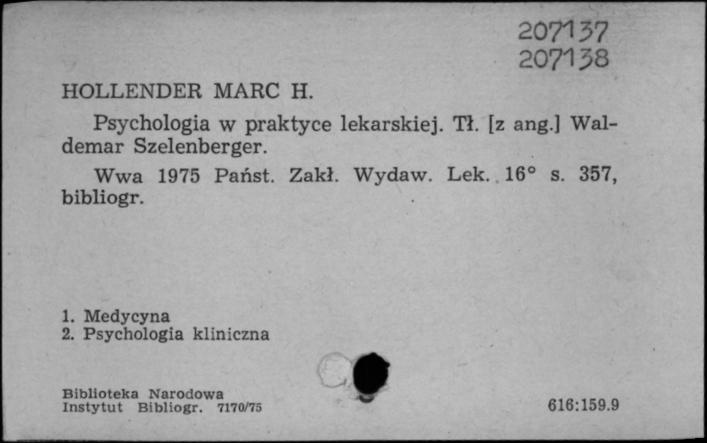 207137
207138
HOLLENDER MARC H.
Psychologia w praktyce lekarskiej. Tł. [z ang.] Wal-
demar Szelenberger.
Wwa 1975 Państ. Zakł. Wydaw. Lek. 16° s. 357,
bibliogr.
1. Medycyna
2. Psychologia kliniczna
Biblioteka Narodowa
Instytut Bibliogr. 7170/75
616:159.9